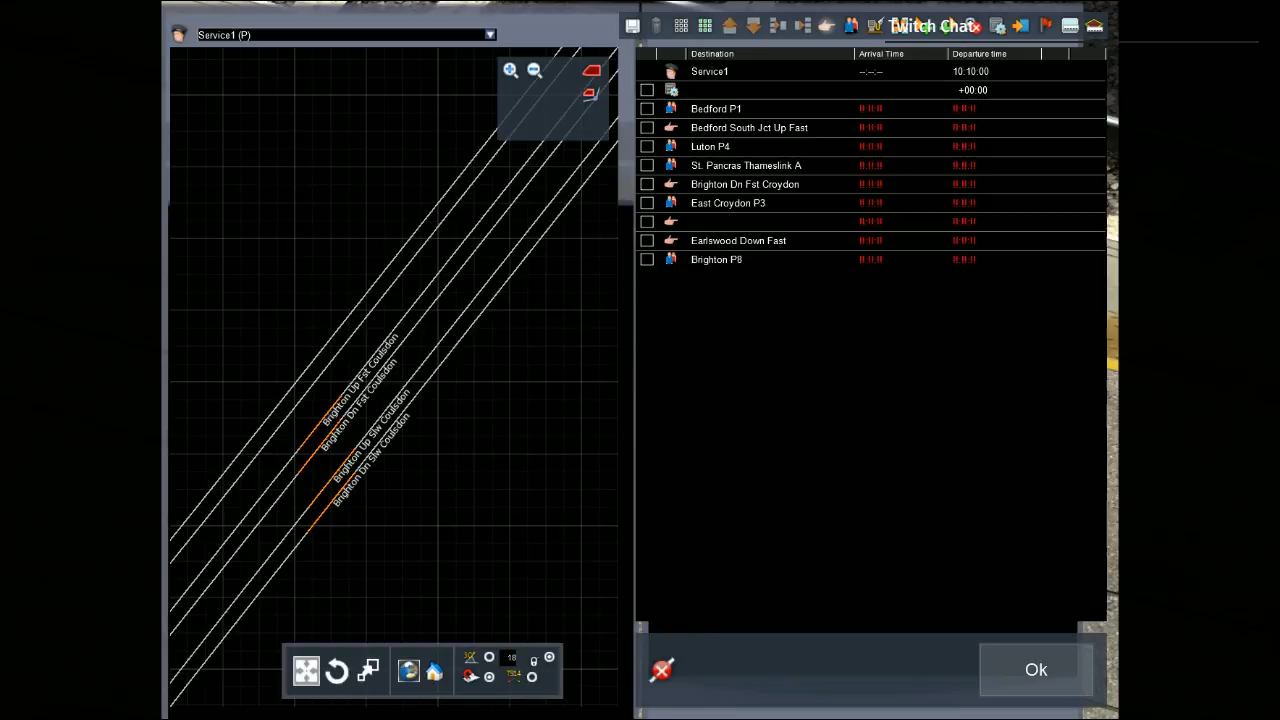 Service1 (P)
Twitch Chat
Destination Arrival Time Departure time
Service1 --:--:-- 10:10:00
+00:00
Bedford P1 !!:!!:!! !!:!!:!!
Bedford South Jct Up Fast !!:!!:!! !!:!!:!!
Luton P4 !!:!!:!! !!:!!:!!
St. Pancras Thameslink A !!:!!:!! !!:!!:!!
Brighton Dn Fst Croydon !!:!!:!! !!:!!:!!
East Croydon P3 !!:!!:!! !!:!!:!!
!!:!!:!! !!:!!:!!
Earlswood Down Fast !!:!!:!! !!:!!:!!
Brighton P8 !!:!!:!! !!:!!:!!
Brighton Up Fst Coulsdon
Brighton Dn Fst Coulsdon
Brighton Up Slw Coulsdon
Brighton Dn Slw Coulsdon
18
Ok